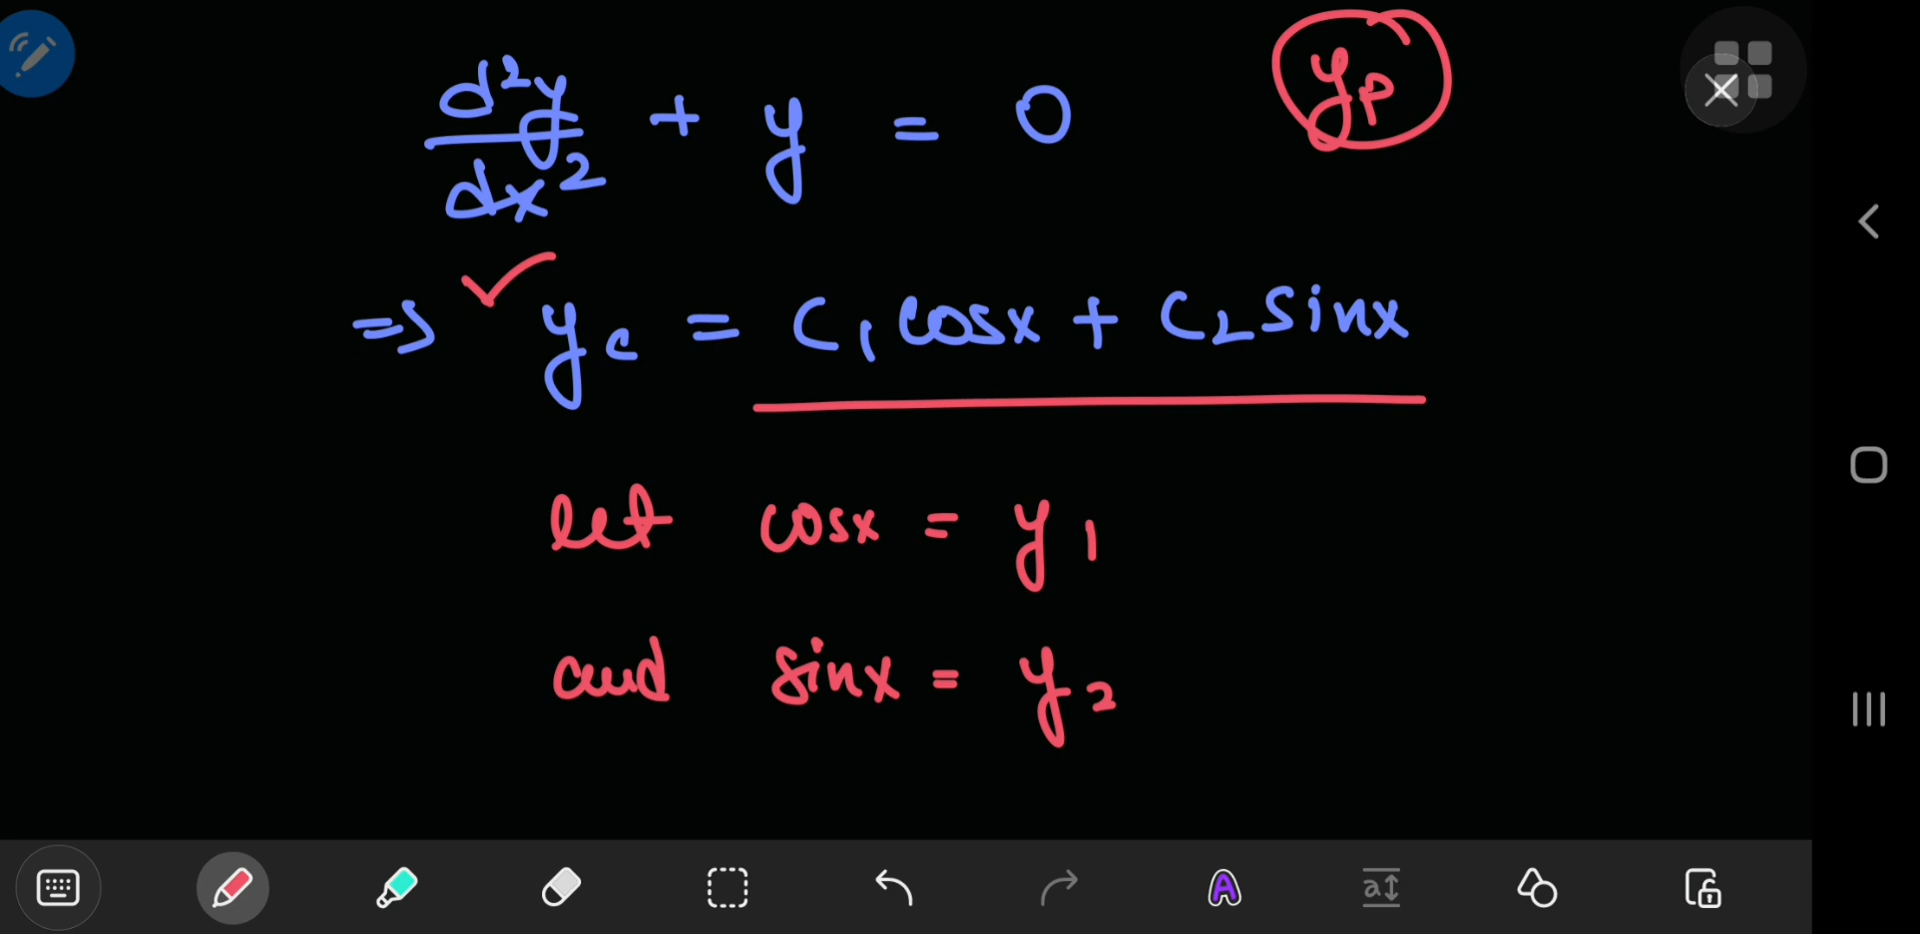 d²y/dx² + y = 0
yp
=> ✓ yc = C₁cosx + C₂sinx
let cosx = y₁
and sinx = y₂
A
a